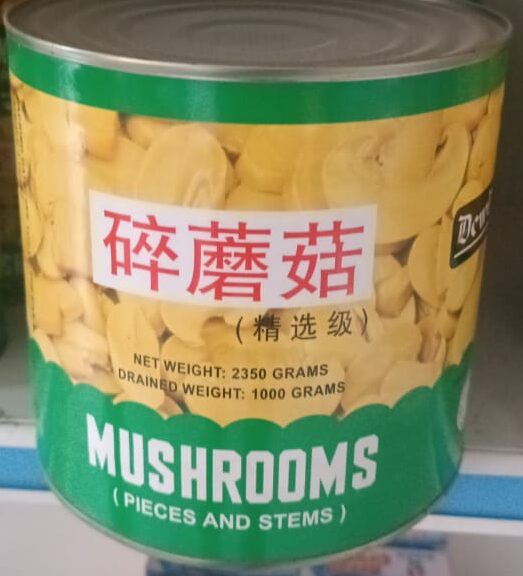 碎蘑菇
(精选级)
NET WEIGHT: 2350 GRAMS
DRAINED WEIGHT: 1000 GRAMS
MUSHROOMS
( PIECES AND STEMS )